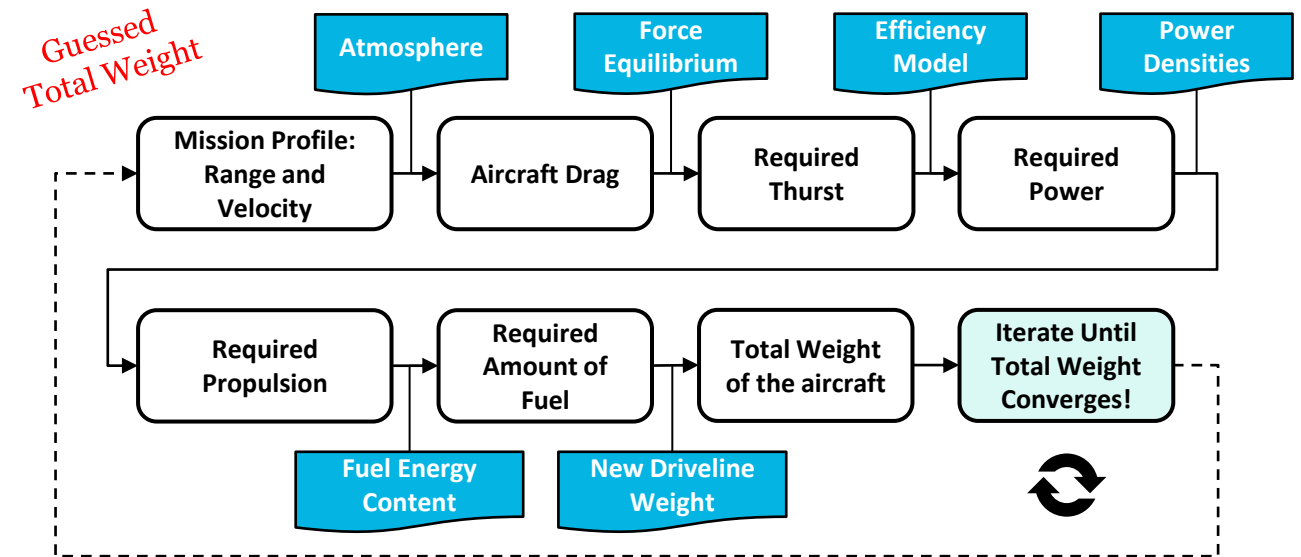 Guessed
Total Weight
Atmosphere
Force
Equilibrium
Efficiency
Model
Power
Densities
Mission Profile:
Range and
Velocity
Aircraft Drag
Required
Thurst
Required
Power
Required
Propulsion
Required
Amount of
Fuel
Total Weight
of the aircraft
Iterate Until
Total Weight
Converges!
Fuel Energy
Content
New Driveline
Weight